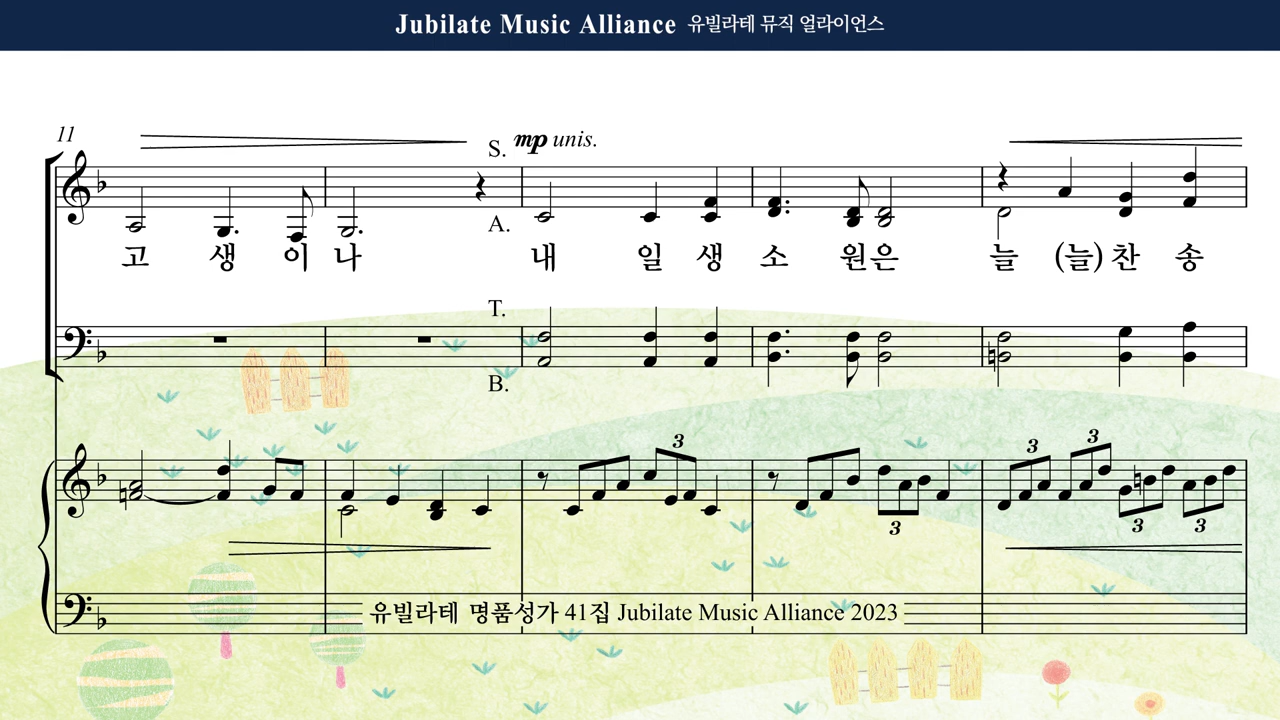 Jubilate Music Alliance 유빌라테 뮤직 얼라이언스
11
S. mp unis.
A.
고 생 이 나 내 일 생 소 원 은 늘 (늘) 찬 송
T.
B.
3 3 3
3 3 3
유빌라테 명품성가 41집 Jubilate Music Alliance 2023